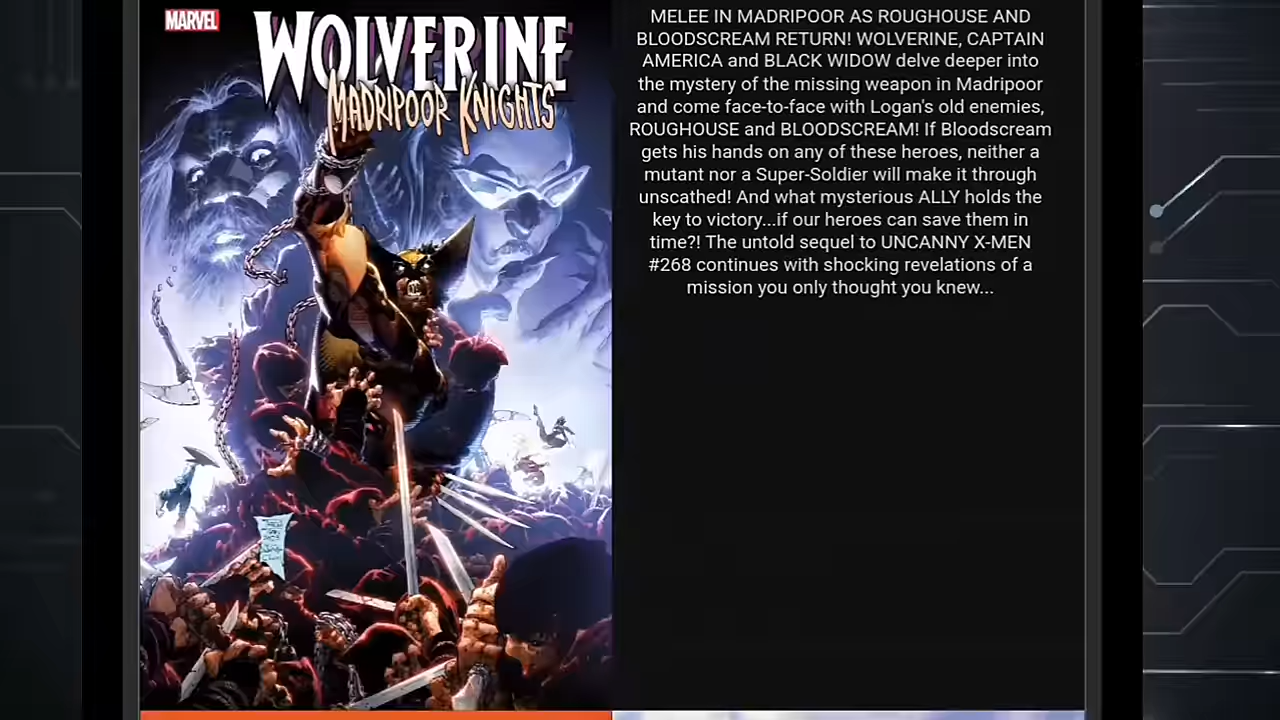 MARVEL
WOLVERINE
MADRIPOOR KNIGHTS
MELEE IN MADRIPOOR AS ROUGHOUSE AND
BLOODSCREAM RETURN! WOLVERINE, CAPTAIN
AMERICA and BLACK WIDOW delve deeper into
the mystery of the missing weapon in Madripoor
and come face-to-face with Logan's old enemies,
ROUGHOUSE and BLOODSCREAM! If Bloodscream
gets his hands on any of these heroes, neither a
mutant nor a Super-Soldier will make it through
unscathed! And what mysterious ALLY holds the
key to victory...if our heroes can save them in
time?! The untold sequel to UNCANNY X-MEN
#268 continues with shocking revelations of a
mission you only thought you knew...